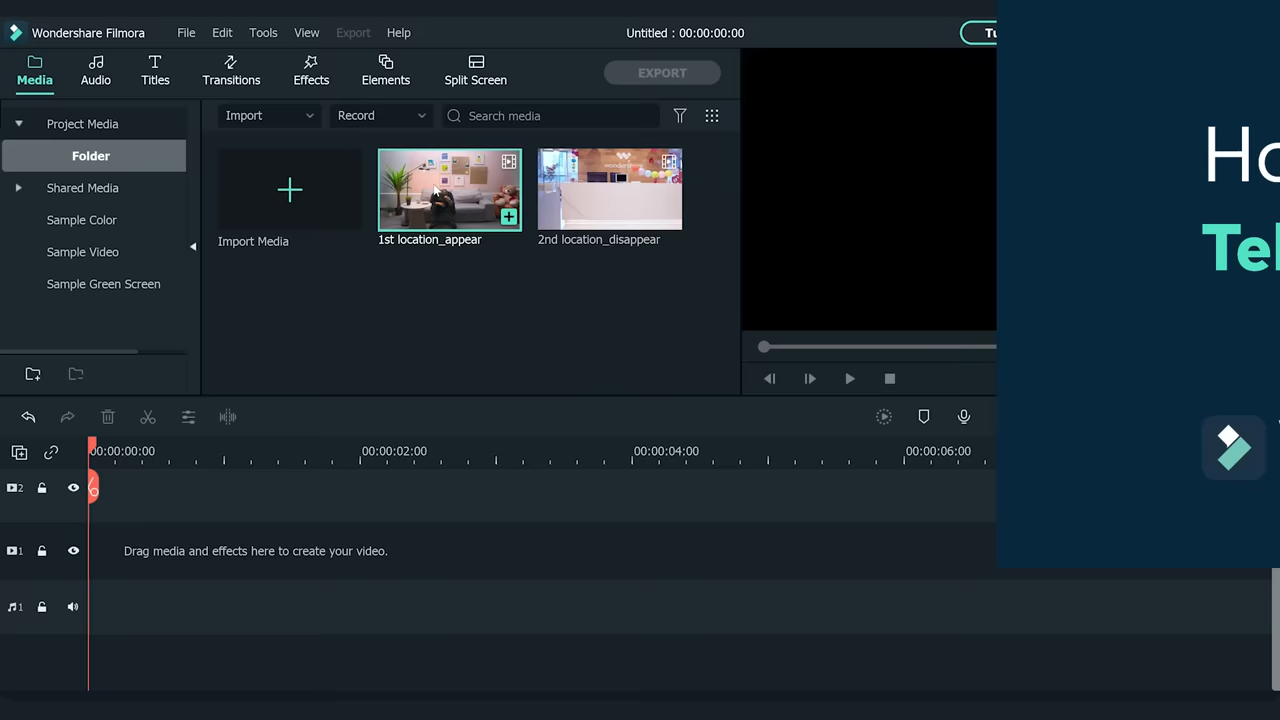 Wondershare Filmora File Edit Tools View Export Help Untitled : 00:00:00:00
Media Audio Titles Transitions Effects Elements Split Screen EXPORT
Project Media
Folder
Shared Media
Sample Color
Sample Video
Sample Green Screen
Import Record Search media
Import Media 1st location_appear 2nd location_disappear
00:00:00:00 00:00:02:00 00:00:04:00 00:00:06:00
2
1 Drag media and effects here to create your video.
1